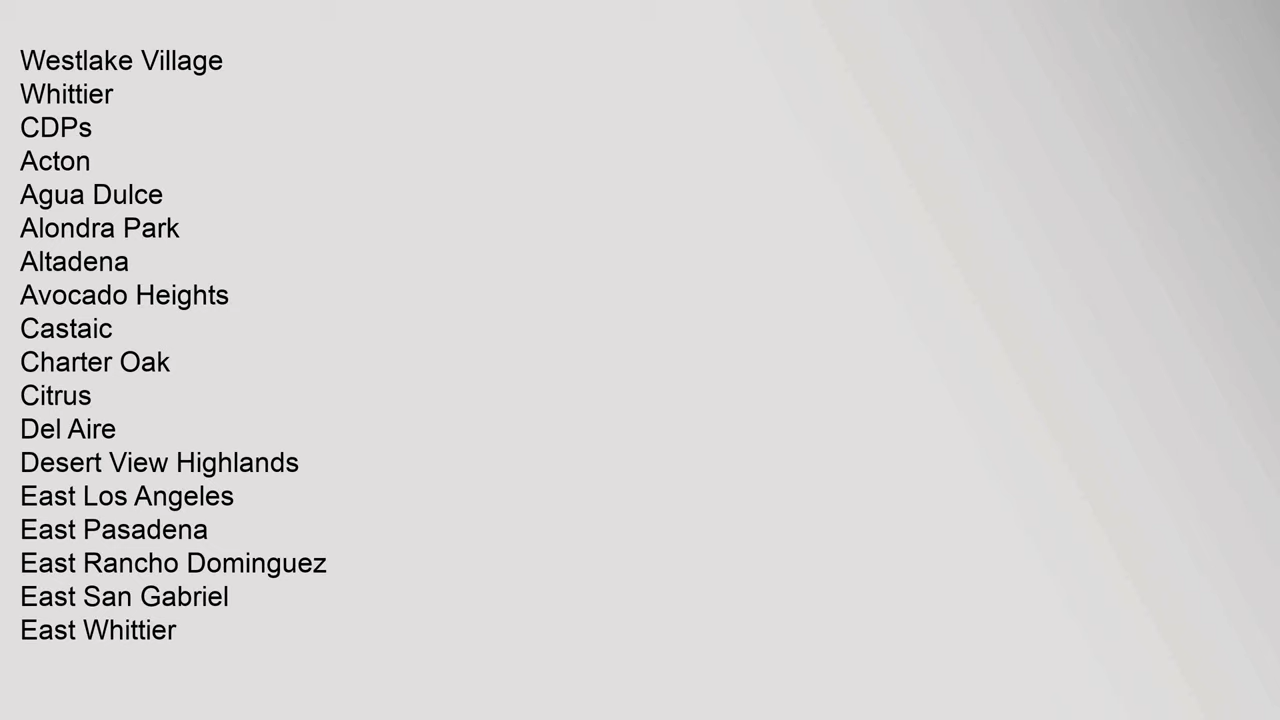 Westlake Village
Whittier
CDPs
Acton
Agua Dulce
Alondra Park
Altadena
Avocado Heights
Castaic
Charter Oak
Citrus
Del Aire
Desert View Highlands
East Los Angeles
East Pasadena
East Rancho Dominguez
East San Gabriel
East Whittier